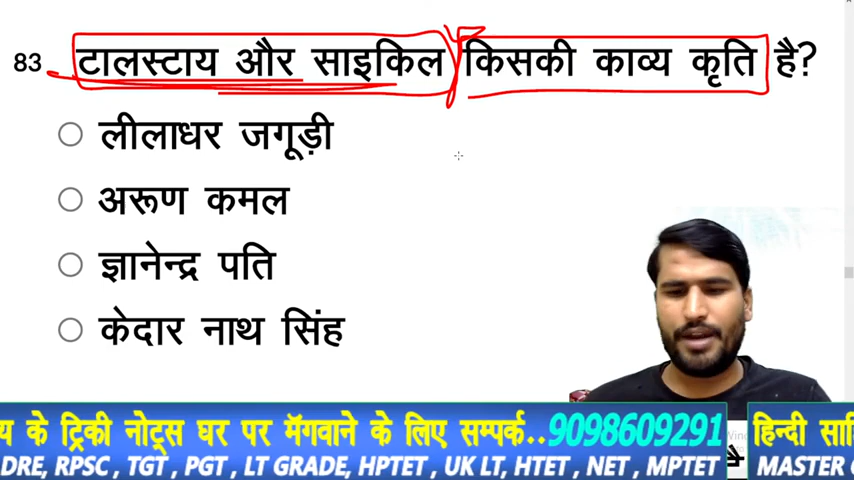 83 टालस्टाय और साइकिल किसकी काव्य कृति है?
लीलाधर जगूड़ी
अरूण कमल
ज्ञानेन्द्र पति
केदार नाथ सिंह
य के ट्रिकी नोट्स घर पर मॅगवाने के लिए सम्पर्क..9098609291 हिन्दी सावि
DRE, RPSC , TGT , PGT , LT GRADE, HPTET , UK LT, HTET , NET , MPTET MASTER